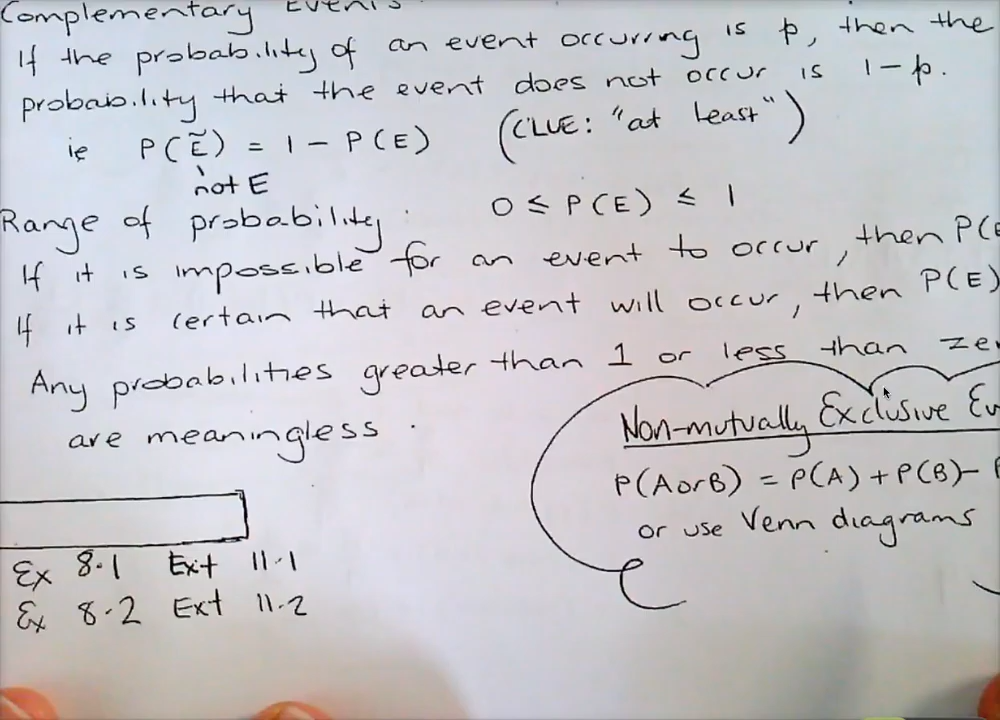 Complementary Events
If the probability of an event occurring is p, then the
probability that the event does not occur is 1 – p.
ie P(Ẽ) = 1 – P(E) (CLUE: "at least")
not E
Range of probability : 0 ≤ P(E) ≤ 1
If it is impossible for an event to occur, then P(E
If it is certain that an event will occur, then P(E)
Any probabilities greater than 1 or less than zer
are meaningless.
Non-mutually Exclusive Ev
P(A or B) = P(A) + P(B) –
or use Venn diagrams
Ex 8.1 Ext 11.1
Ex 8.2 Ext 11.2